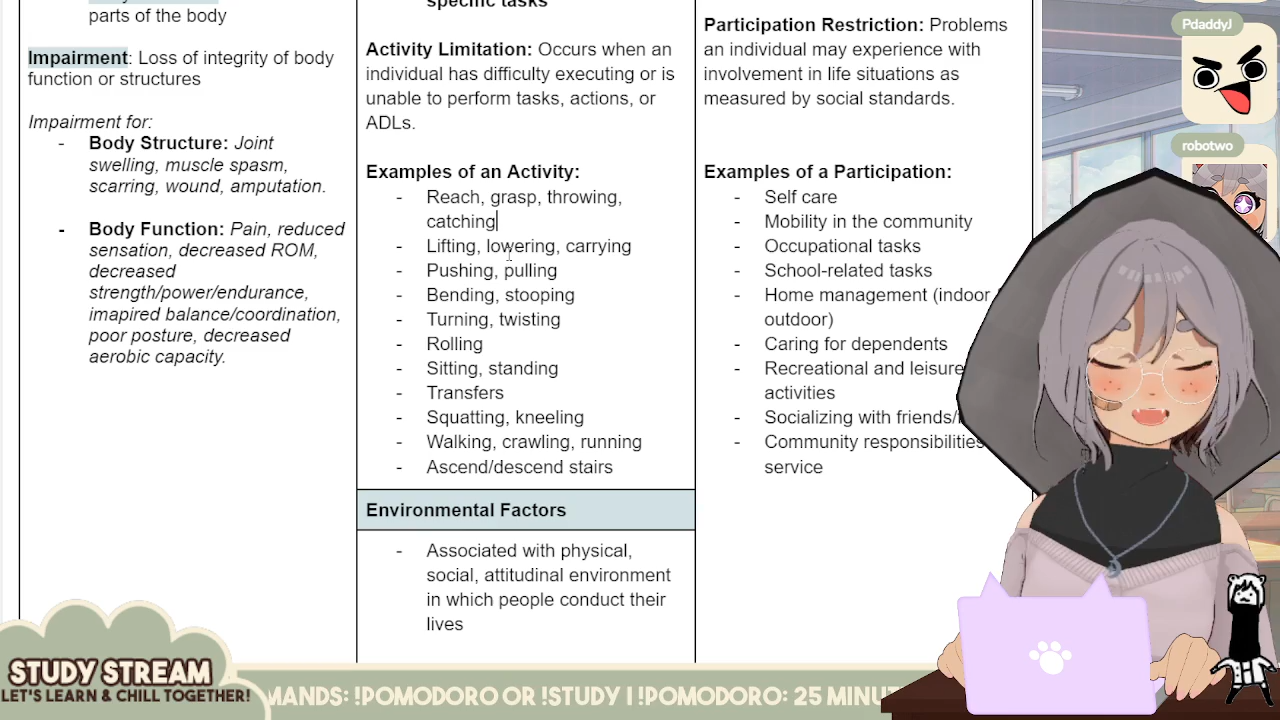 parts of the body
Impairment: Loss of integrity of body
function or structures
Impairment for:
- Body Structure: Joint
swelling, muscle spasm,
scarring, wound, amputation.
- Body Function: Pain, reduced
sensation, decreased ROM,
decreased
strength/power/endurance,
imapired balance/coordination,
poor posture, decreased
aerobic capacity.
specific tasks
Activity Limitation: Occurs when an
individual has difficulty executing or is
unable to perform tasks, actions, or
ADLs.
Examples of an Activity:
- Reach, grasp, throwing,
catching
- Lifting, lowering, carrying
- Pushing, pulling
- Bending, stooping
- Turning, twisting
- Rolling
- Sitting, standing
- Transfers
- Squatting, kneeling
- Walking, crawling, running
- Ascend/descend stairs
Environmental Factors
- Associated with physical,
social, attitudinal environment
in which people conduct their
lives
Participation Restriction: Problems
an individual may experience with
involvement in life situations as
measured by social standards.
Examples of a Participation:
- Self care
- Mobility in the community
- Occupational tasks
- School-related tasks
- Home management (indoor
outdoor)
- Caring for dependents
- Recreational and leisure
activities
- Socializing with friends/
- Community responsibilities
service
PdaddyJ
robotwo
STUDY STREAM
LET'S LEARN & CHILL TOGETHER!
MANDS: !POMODORO OR !STUDY | !POMODORO: 25 MINUT